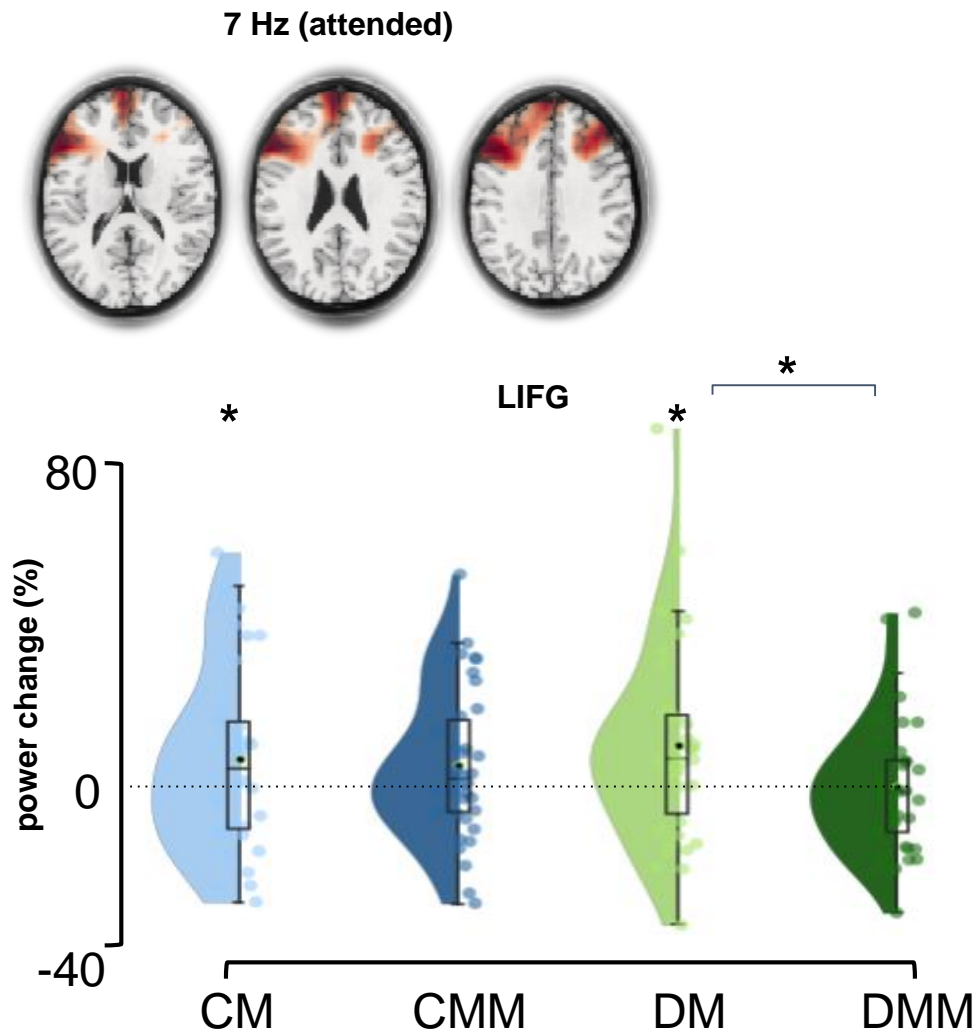 7 Hz (attended)
*
LIFG
*
*
80
0
-40
power change (%)
CM
CMM
DM
DMM